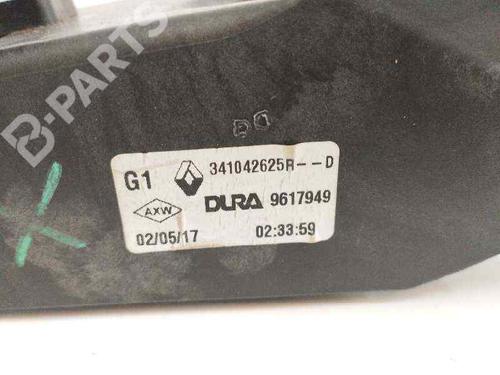 B-PARTS
G1 341042625R--D
AXW DURA 9617949
02/05/17 02:33:59